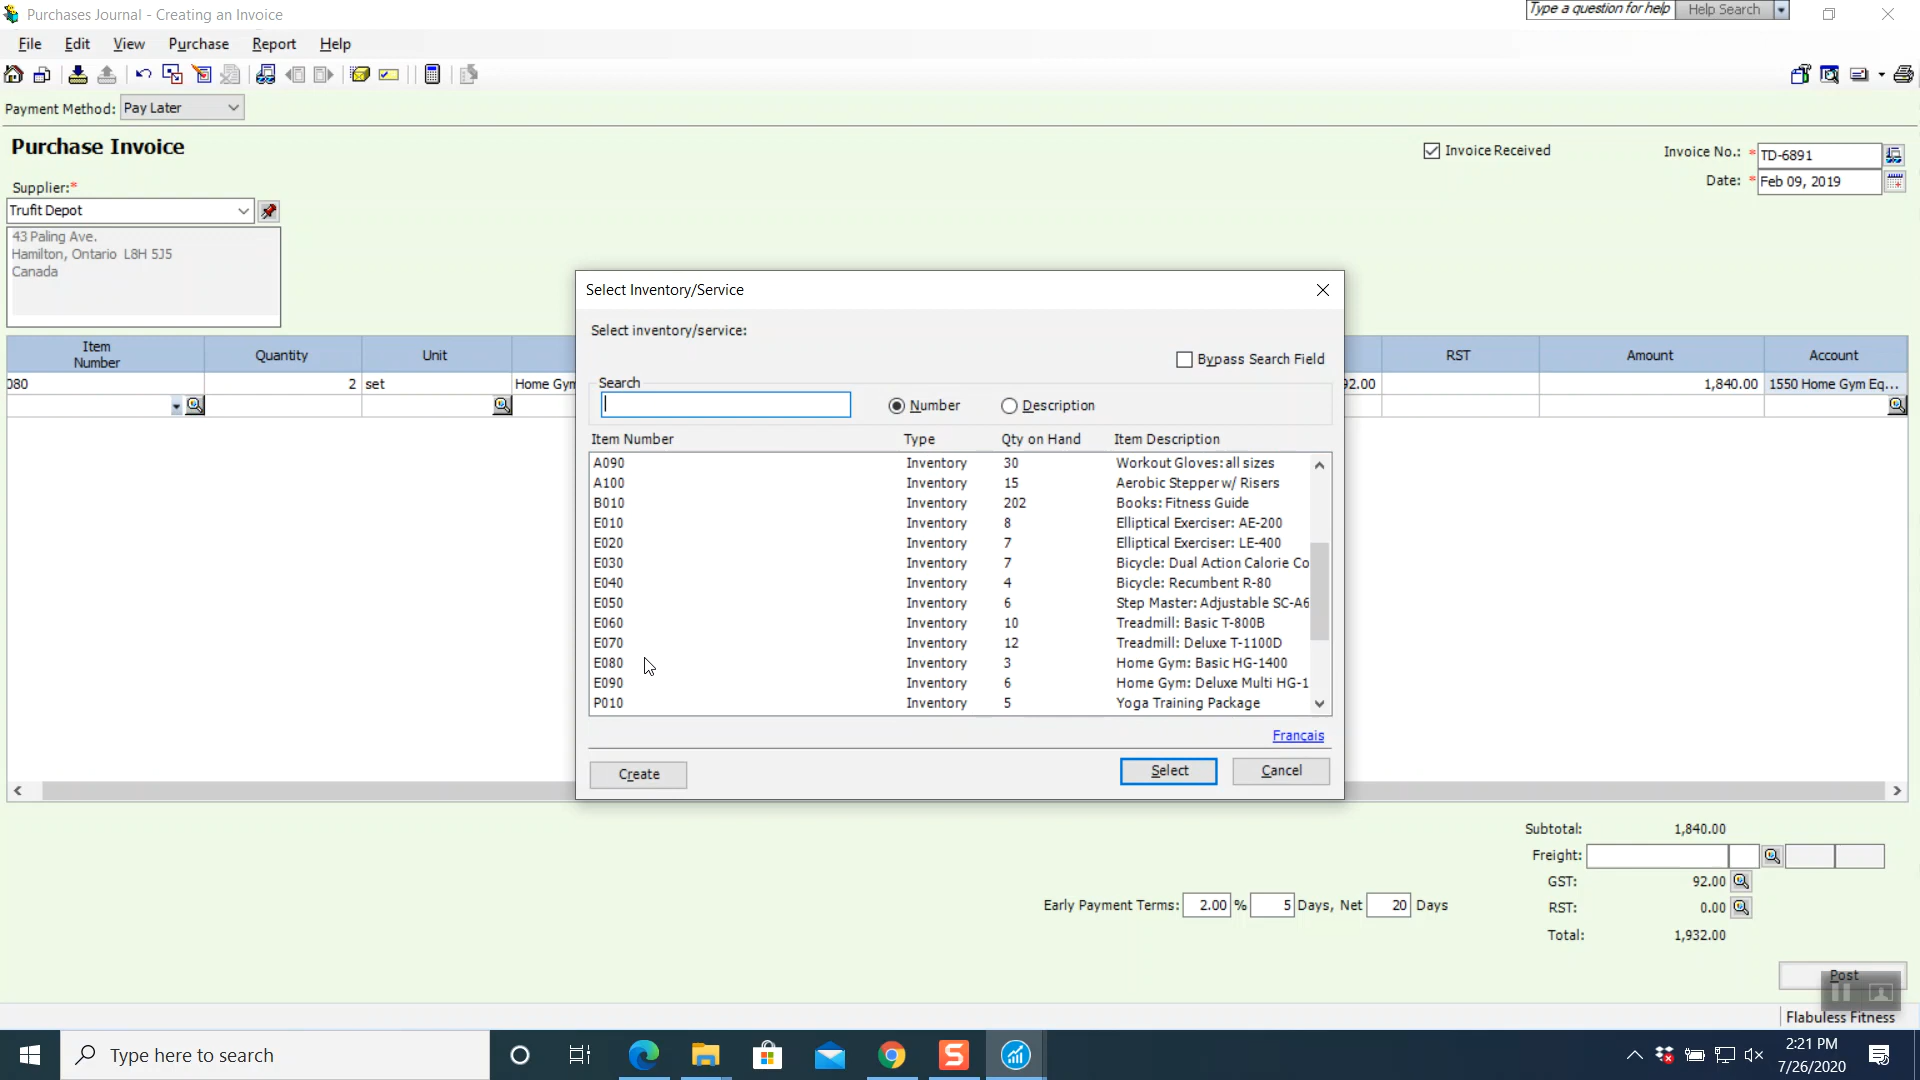 Purchases Journal - Creating an Invoice
Type a question for help
Help Search
File Edit View Purchase Report Help
Payment Method: Pay Later
Purchase Invoice
Invoice Received
Invoice No.: * TD-6891
Date: * Feb 09, 2019
Supplier:*
Trufit Depot
43 Paling Ave.
Hamilton, Ontario L8H 5J5
Canada
Item Number Quantity Unit RST Amount Account
080 2 set Home Gym 92.00 1,840.00 1550 Home Gym Eq...
Select Inventory/Service
Select inventory/service:
Bypass Search Field
Search
Number Description
Item Number Type Qty on Hand Item Description
A090 Inventory 30 Workout Gloves: all sizes
A100 Inventory 15 Aerobic Stepper w/ Risers
B010 Inventory 202 Books: Fitness Guide
E010 Inventory 8 Elliptical Exerciser: AE-200
E020 Inventory 7 Elliptical Exerciser: LE-400
E030 Inventory 7 Bicycle: Dual Action Calorie Co
E040 Inventory 4 Bicycle: Recumbent R-80
E050 Inventory 6 Step Master: Adjustable SC-A6
E060 Inventory 10 Treadmill: Basic T-800B
E070 Inventory 12 Treadmill: Deluxe T-1100D
E080 Inventory 3 Home Gym: Basic HG-1400
E090 Inventory 6 Home Gym: Deluxe Multi HG-1
P010 Inventory 5 Yoga Training Package
Français
Create Select Cancel
Subtotal: 1,840.00
Freight:
GST: 92.00
Early Payment Terms: 2.00 % 5 Days, Net 20 Days
RST: 0.00
Total: 1,932.00
Post
Flabuless Fitness
Type here to search
2:21 PM
7/26/2020